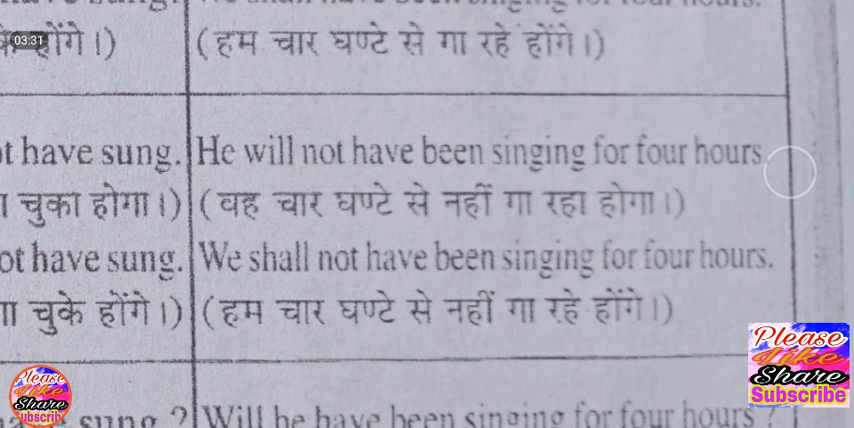 03:31
होंगे।) (हम चार घण्टे से गा रहे होंगे।)
have sung. He will not have been singing for four hours.
चुका होगा।) (वह चार घण्टे से नहीं गा रहा होगा।)
have sung. We shall not have been singing for four hours.
चुके होंगे।) (हम चार घण्टे से नहीं गा रहे होंगे।)
sung ? Will he have been singing for four hours ?
Please
Like
Share
Subscribe
Please
Like
Share
Subscribe